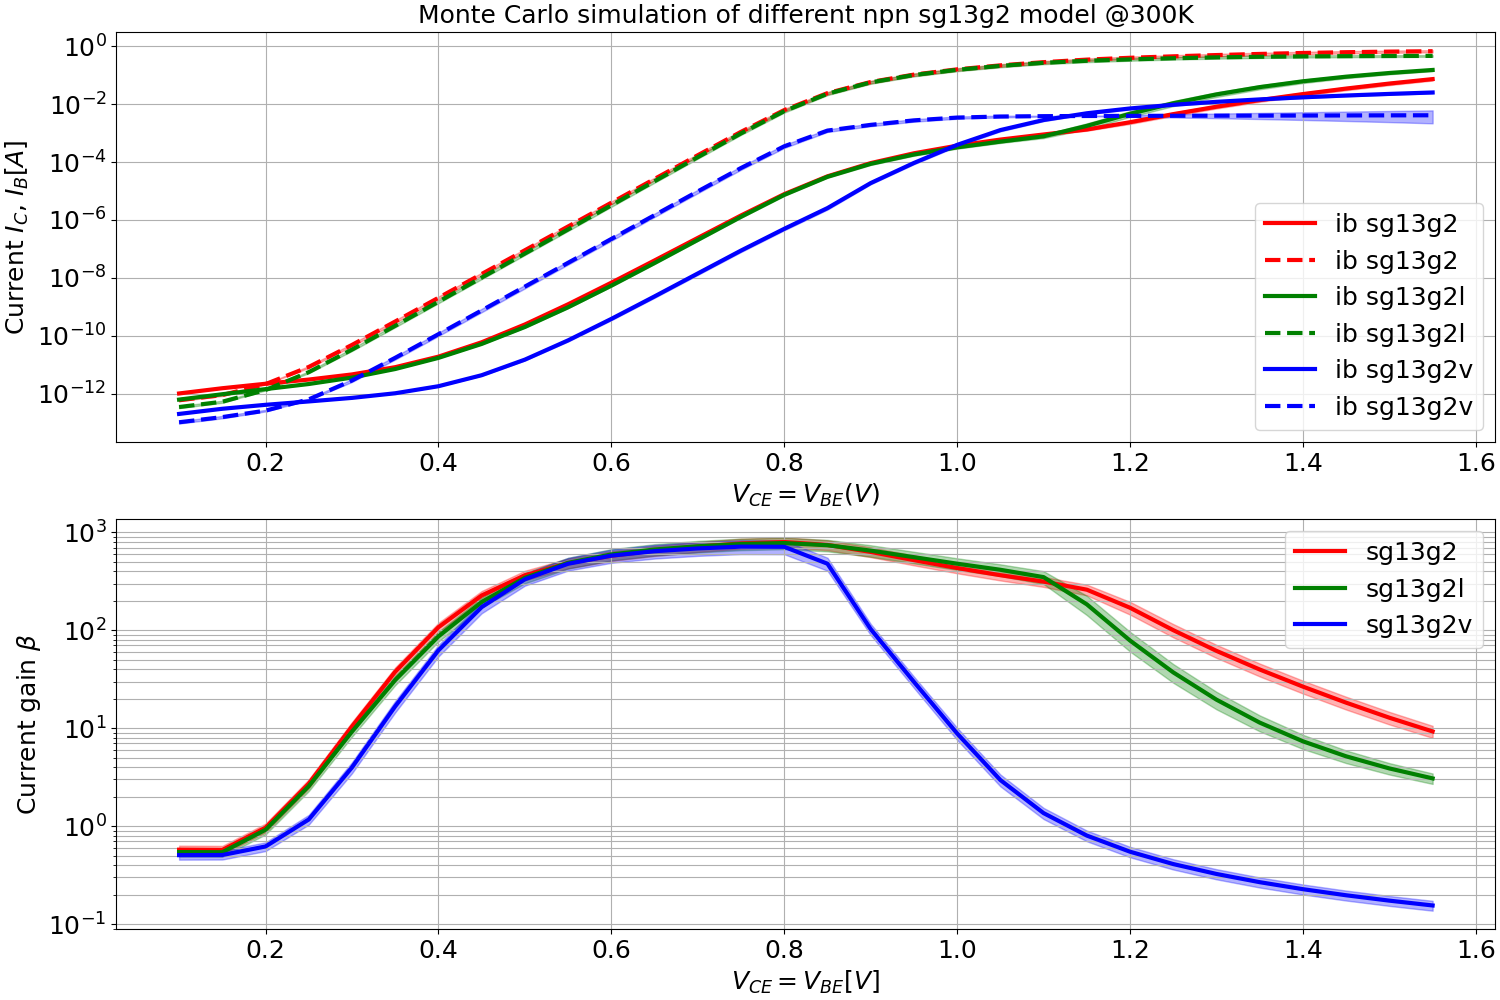 Monte Carlo simulation of different npn sg13g2 model @300K
Current I_C, I_B[A]
10^0
10^−2
10^−4
10^−6
10^−8
10^−10
10^−12
ib sg13g2
ib sg13g2
ib sg13g2l
ib sg13g2l
ib sg13g2v
ib sg13g2v
0.2 0.4 0.6 0.8 1.0 1.2 1.4 1.6
V_CE = V_BE(V)
Current gain β
10^3
10^2
10^1
10^0
10^−1
sg13g2
sg13g2l
sg13g2v
0.2 0.4 0.6 0.8 1.0 1.2 1.4 1.6
V_CE = V_BE[V]